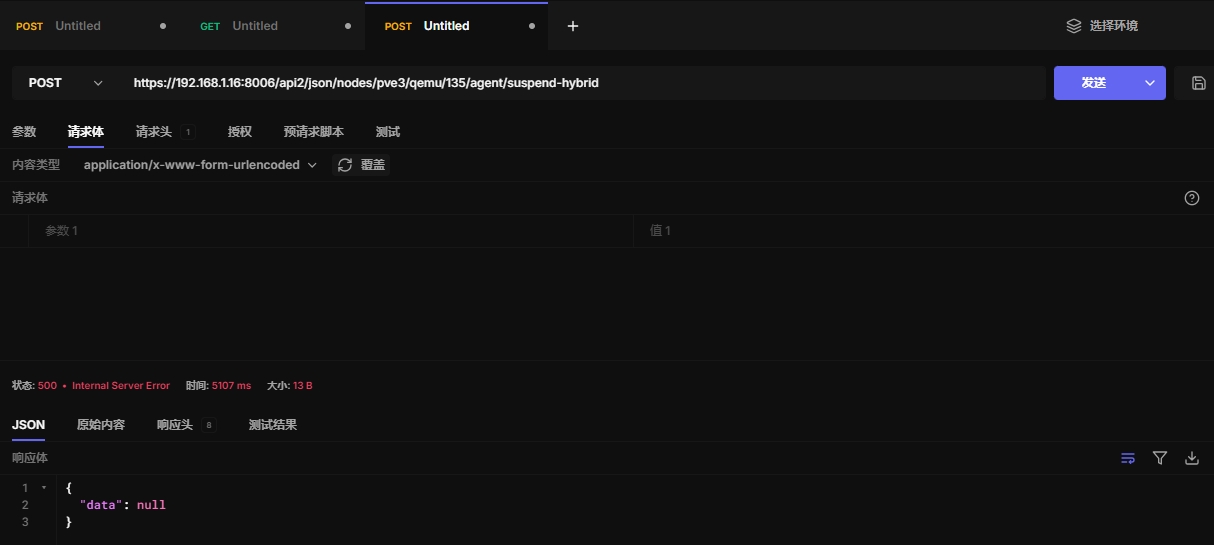 POST Untitled GET Untitled POST Untitled + 选择环境
POST https://192.168.1.16:8006/api2/json/nodes/pve3/qemu/135/agent/suspend-hybrid 发送
参数 请求体 请求头 1 授权 预请求脚本 测试
内容类型 application/x-www-form-urlencoded 覆盖
请求体
参数 1 值 1
状态: 500 • Internal Server Error 时间: 5107 ms 大小: 13 B
JSON 原始内容 响应头 8 测试结果
响应体
1 {
2 "data": null
3 }